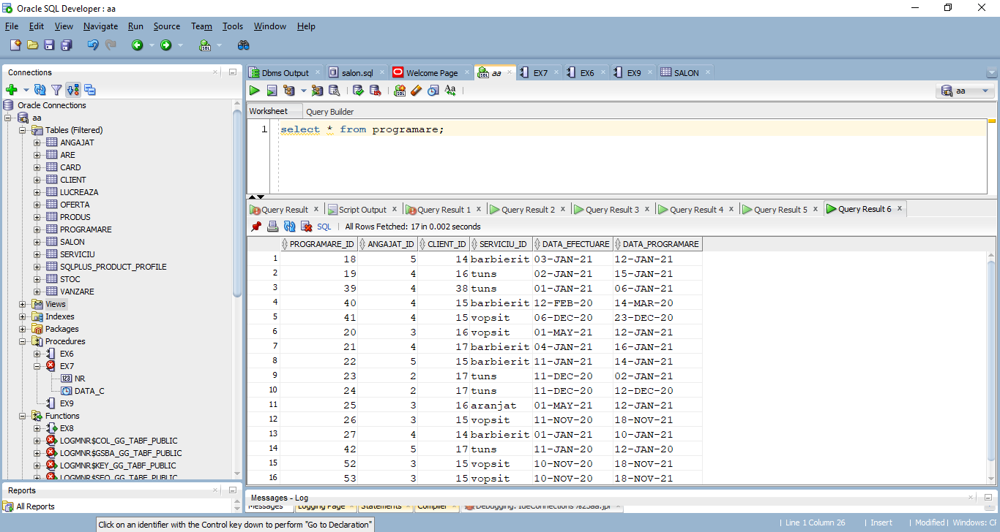 Oracle SQL Developer : aa
File Edit View Navigate Run Source Team Tools Window Help
Connections
Oracle Connections
aa
Tables (Filtered)
ANGAJAT
ARE
CARD
CLIENT
LUCREAZA
OFERTA
PRODUS
PROGRAMARE
SALON
SERVICIU
SQLPLUS_PRODUCT_PROFILE
STOC
VANZARE
Views
Indexes
Packages
Procedures
EX6
EX7
NR
DATA_C
EX9
Functions
EX8
LOGMNR$COL_GG_TABF_PUBLIC
LOGMNR$GSBA_GG_TABF_PUBLIC
LOGMNR$KEY_GG_TABF_PUBLIC
LOGMNR$SEQ_GG_TABF_PUBLIC
Reports
All Reports
Dbms Output salon.sql Welcome Page aa EX7 EX6 EX9 SALON
aa
Worksheet Query Builder
1 select * from programare;
Query Result Script Output Query Result 1 Query Result 2 Query Result 3 Query Result 4 Query Result 5 Query Result 6
SQL All Rows Fetched: 17 in 0.002 seconds
PROGRAMARE_ID ANGAJAT_ID CLIENT_ID SERVICIU_ID DATA_EFECTUARE DATA_PROGRAMARE
1 18 5 14 barbierit 03-JAN-21 12-JAN-21
2 19 4 16 tuns 02-JAN-21 15-JAN-21
3 39 4 38 tuns 01-JAN-21 06-JAN-21
4 40 4 15 barbierit 12-FEB-20 14-MAR-20
5 41 4 15 vopsit 06-DEC-20 23-DEC-20
6 20 3 16 vopsit 01-MAY-21 12-JAN-21
7 21 4 17 barbierit 04-JAN-21 16-JAN-21
8 22 5 15 barbierit 11-JAN-21 14-JAN-21
9 23 2 17 tuns 11-DEC-20 02-JAN-21
10 24 2 17 tuns 11-DEC-20 12-DEC-20
11 25 3 16 aranjat 01-MAY-21 12-JAN-21
12 26 3 15 vopsit 11-NOV-20 18-NOV-21
13 27 4 14 barbierit 01-JAN-21 10-JAN-21
14 42 5 17 tuns 11-JAN-20 12-JAN-20
15 52 3 15 vopsit 10-NOV-20 18-NOV-21
16 53 3 15 vopsit 10-NOV-20 18-NOV-21
Messages - Log
Messages Logging Page Statements Compiler Debugging: IdeConnections%23aa.jpr
Click on an identifier with the Control key down to perform "Go to Declaration"
Line 1 Column 26 Insert Modified Windows: CF